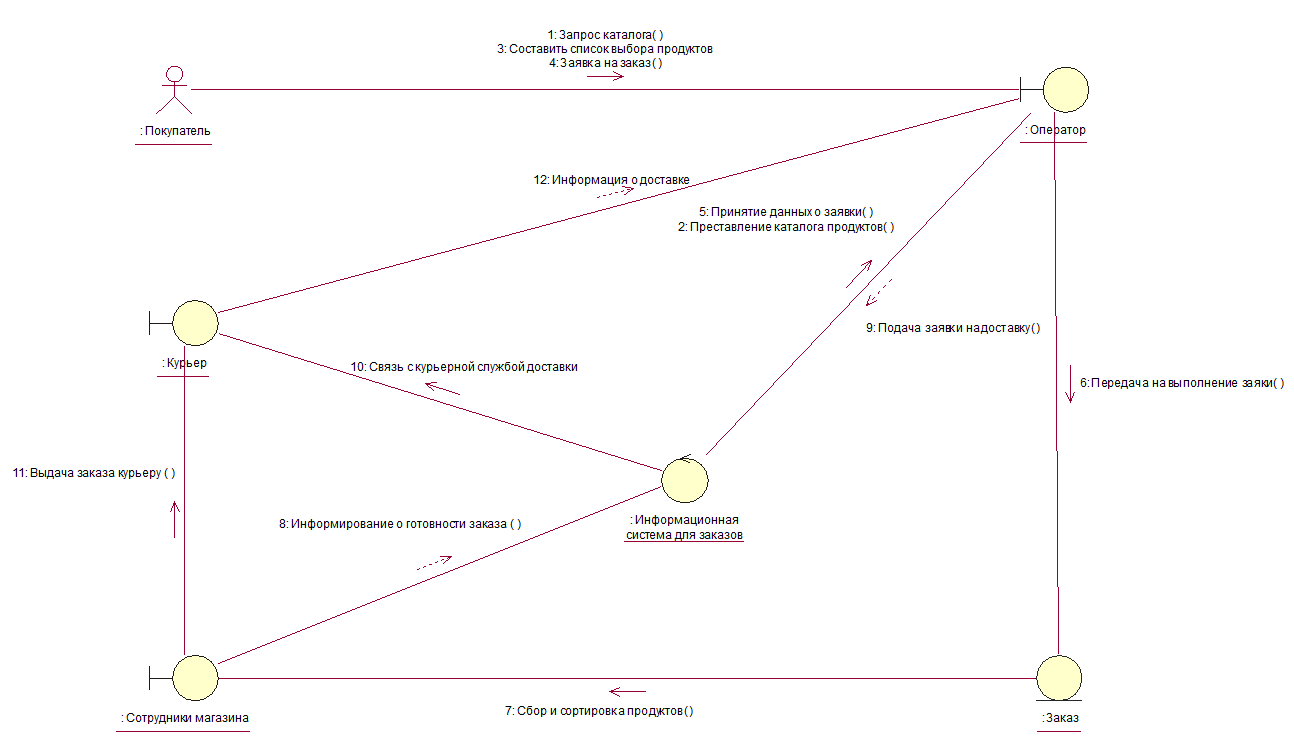 1: Запрос каталога( )
3: Составить список выбора продуктов
4:Заявка на заказ( )
: Покупатель
: Оператор
12: Информация о доставке
5: Принятие данных о заявки( )
2: Преставление каталога продуктов( )
9: Подача заявки надоставку( )
: Курьер
10: Связь с курьерной службой доставки
6:Передача на выполнение заяки( )
11: Выдача заказа курьеру ( )
8: Информирование о готовности заказа ( )
: Информационная
система для заказов
7: Сбор и сортировка продуктов( )
: Сотрудники магазина
: Заказ